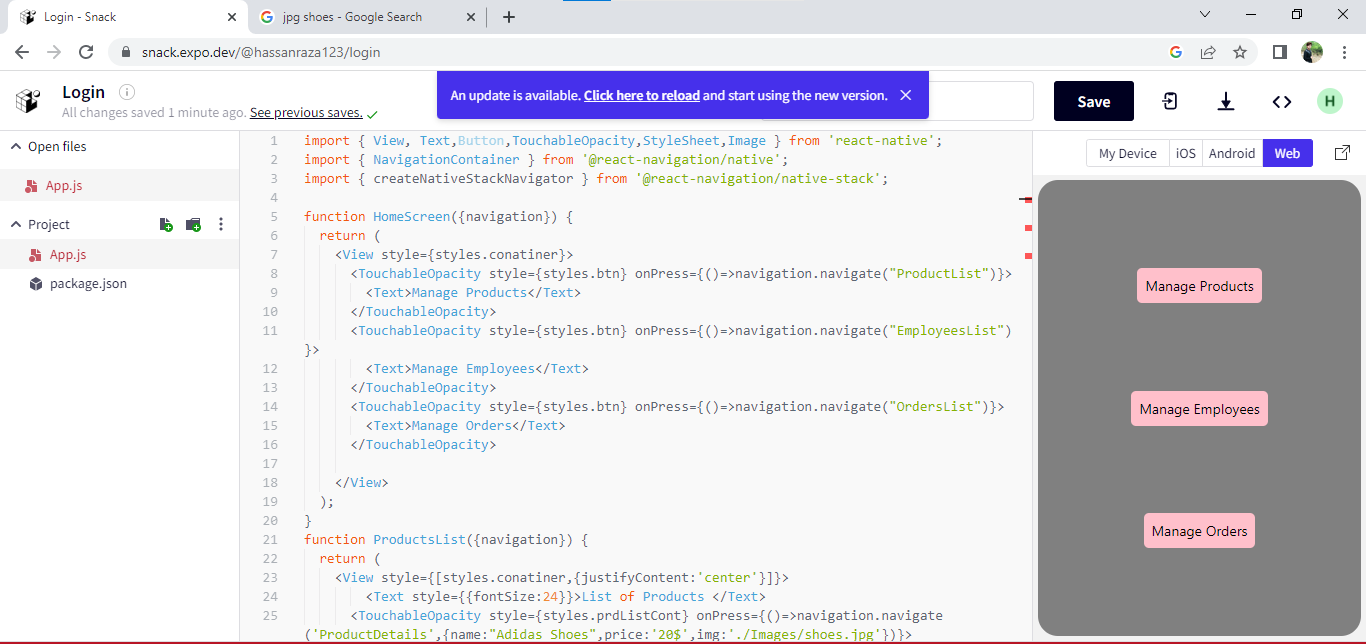 Login - Snack
jpg shoes - Google Search
snack.expo.dev/@hassanraza123/login
Login
All changes saved 1 minute ago. See previous saves.
An update is available. Click here to reload and start using the new version.
Save
H
Open files
App.js
Project
App.js
package.json
My Device
iOS
Android
Web
1 import { View, Text,Button,TouchableOpacity,StyleSheet,Image } from 'react-native';
2 import { NavigationContainer } from '@react-navigation/native';
3 import { createNativeStackNavigator } from '@react-navigation/native-stack';
4
5 function HomeScreen({navigation}) {
6 return (
7 <View style={styles.conatiner}>
8 <TouchableOpacity style={styles.btn} onPress={()=>navigation.navigate("ProductList")}>
9 <Text>Manage Products</Text>
10 </TouchableOpacity>
11 <TouchableOpacity style={styles.btn} onPress={()=>navigation.navigate("EmployeesList")
}>
12 <Text>Manage Employees</Text>
13 </TouchableOpacity>
14 <TouchableOpacity style={styles.btn} onPress={()=>navigation.navigate("OrdersList")}>
15 <Text>Manage Orders</Text>
16 </TouchableOpacity>
17
18 </View>
19 );
20 }
21 function ProductsList({navigation}) {
22 return (
23 <View style={[styles.conatiner,{justifyContent:'center'}]}>
24 <Text style={{fontSize:24}}>List of Products </Text>
25 <TouchableOpacity style={styles.prdListCont} onPress={()=>navigation.navigate
('ProductDetails',{name:"Adidas Shoes",price:'20$',img:'./Images/shoes.jpg'})}>
Manage Products
Manage Employees
Manage Orders